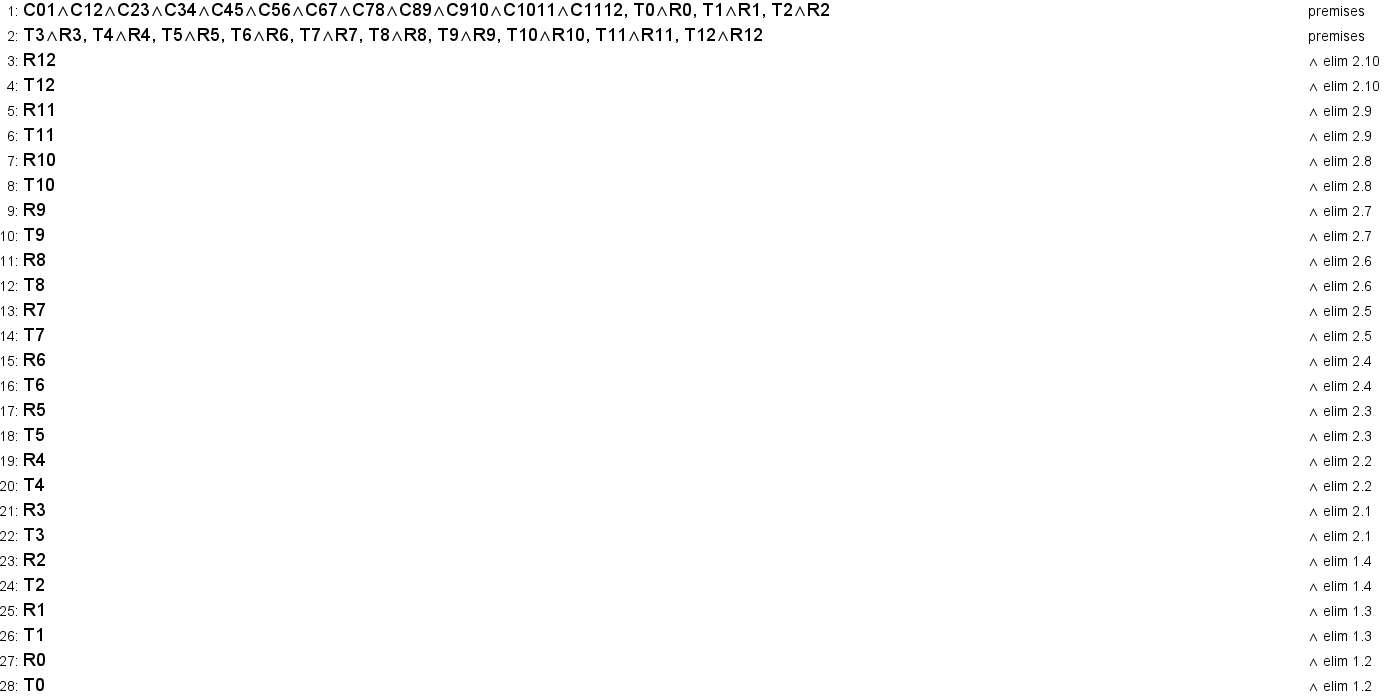 1: C01∧C12∧C23∧C34∧C45∧C56∧C67∧C78∧C89∧C910∧C1011∧C1112, T0∧R0, T1∧R1, T2∧R2 premises
2: T3∧R3, T4∧R4, T5∧R5, T6∧R6, T7∧R7, T8∧R8, T9∧R9, T10∧R10, T11∧R11, T12∧R12 premises
3: R12 ∧ elim 2.10
4: T12 ∧ elim 2.10
5: R11 ∧ elim 2.9
6: T11 ∧ elim 2.9
7: R10 ∧ elim 2.8
8: T10 ∧ elim 2.8
9: R9 ∧ elim 2.7
10: T9 ∧ elim 2.7
11: R8 ∧ elim 2.6
12: T8 ∧ elim 2.6
13: R7 ∧ elim 2.5
14: T7 ∧ elim 2.5
15: R6 ∧ elim 2.4
16: T6 ∧ elim 2.4
17: R5 ∧ elim 2.3
18: T5 ∧ elim 2.3
19: R4 ∧ elim 2.2
20: T4 ∧ elim 2.2
21: R3 ∧ elim 2.1
22: T3 ∧ elim 2.1
23: R2 ∧ elim 1.4
24: T2 ∧ elim 1.4
25: R1 ∧ elim 1.3
26: T1 ∧ elim 1.3
27: R0 ∧ elim 1.2
28: T0 ∧ elim 1.2